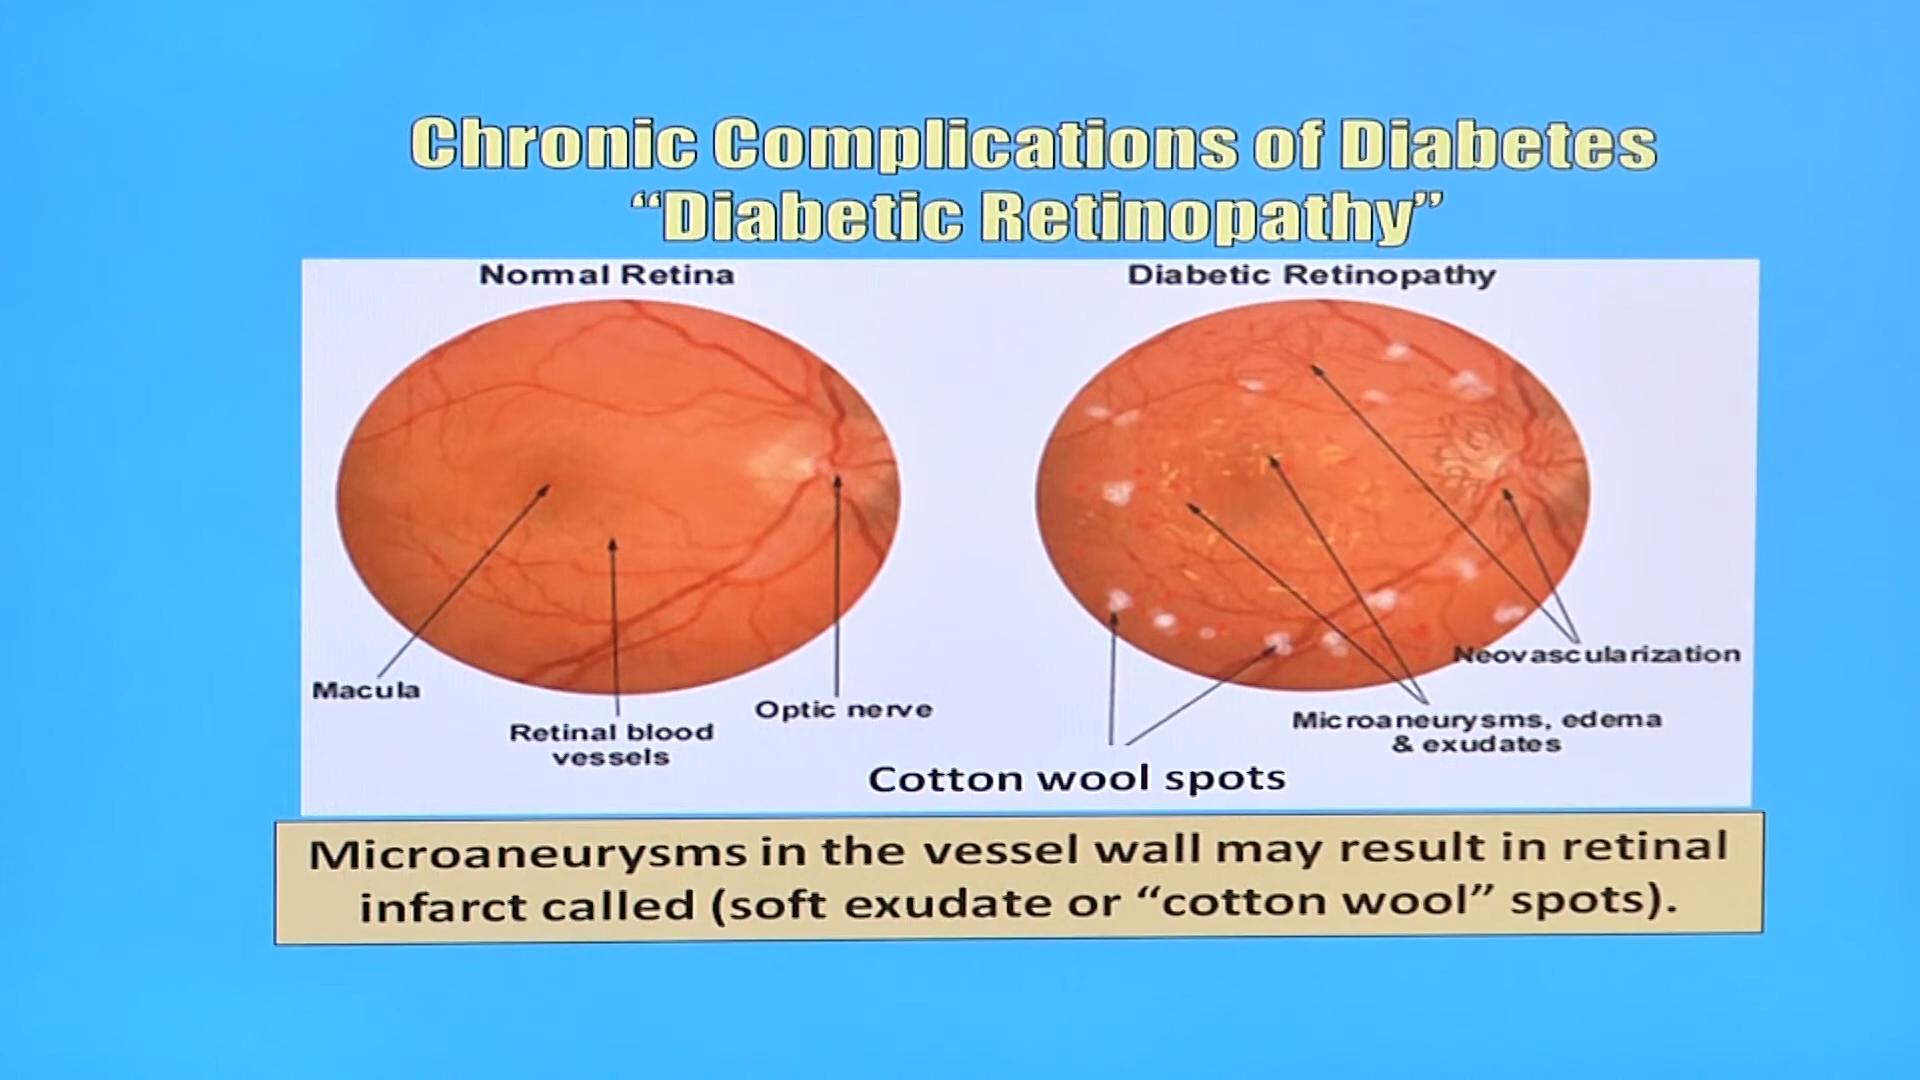 Chronic Complications of Diabetes
“Diabetic Retinopathy”
Normal Retina
Diabetic Retinopathy
Macula
Retinal blood
vessels
Optic nerve
Cotton wool spots
Microaneurysms, edema
& exudates
Neovascularization
Microaneurysms in the vessel wall may result in retinal
infarct called (soft exudate or “cotton wool” spots).